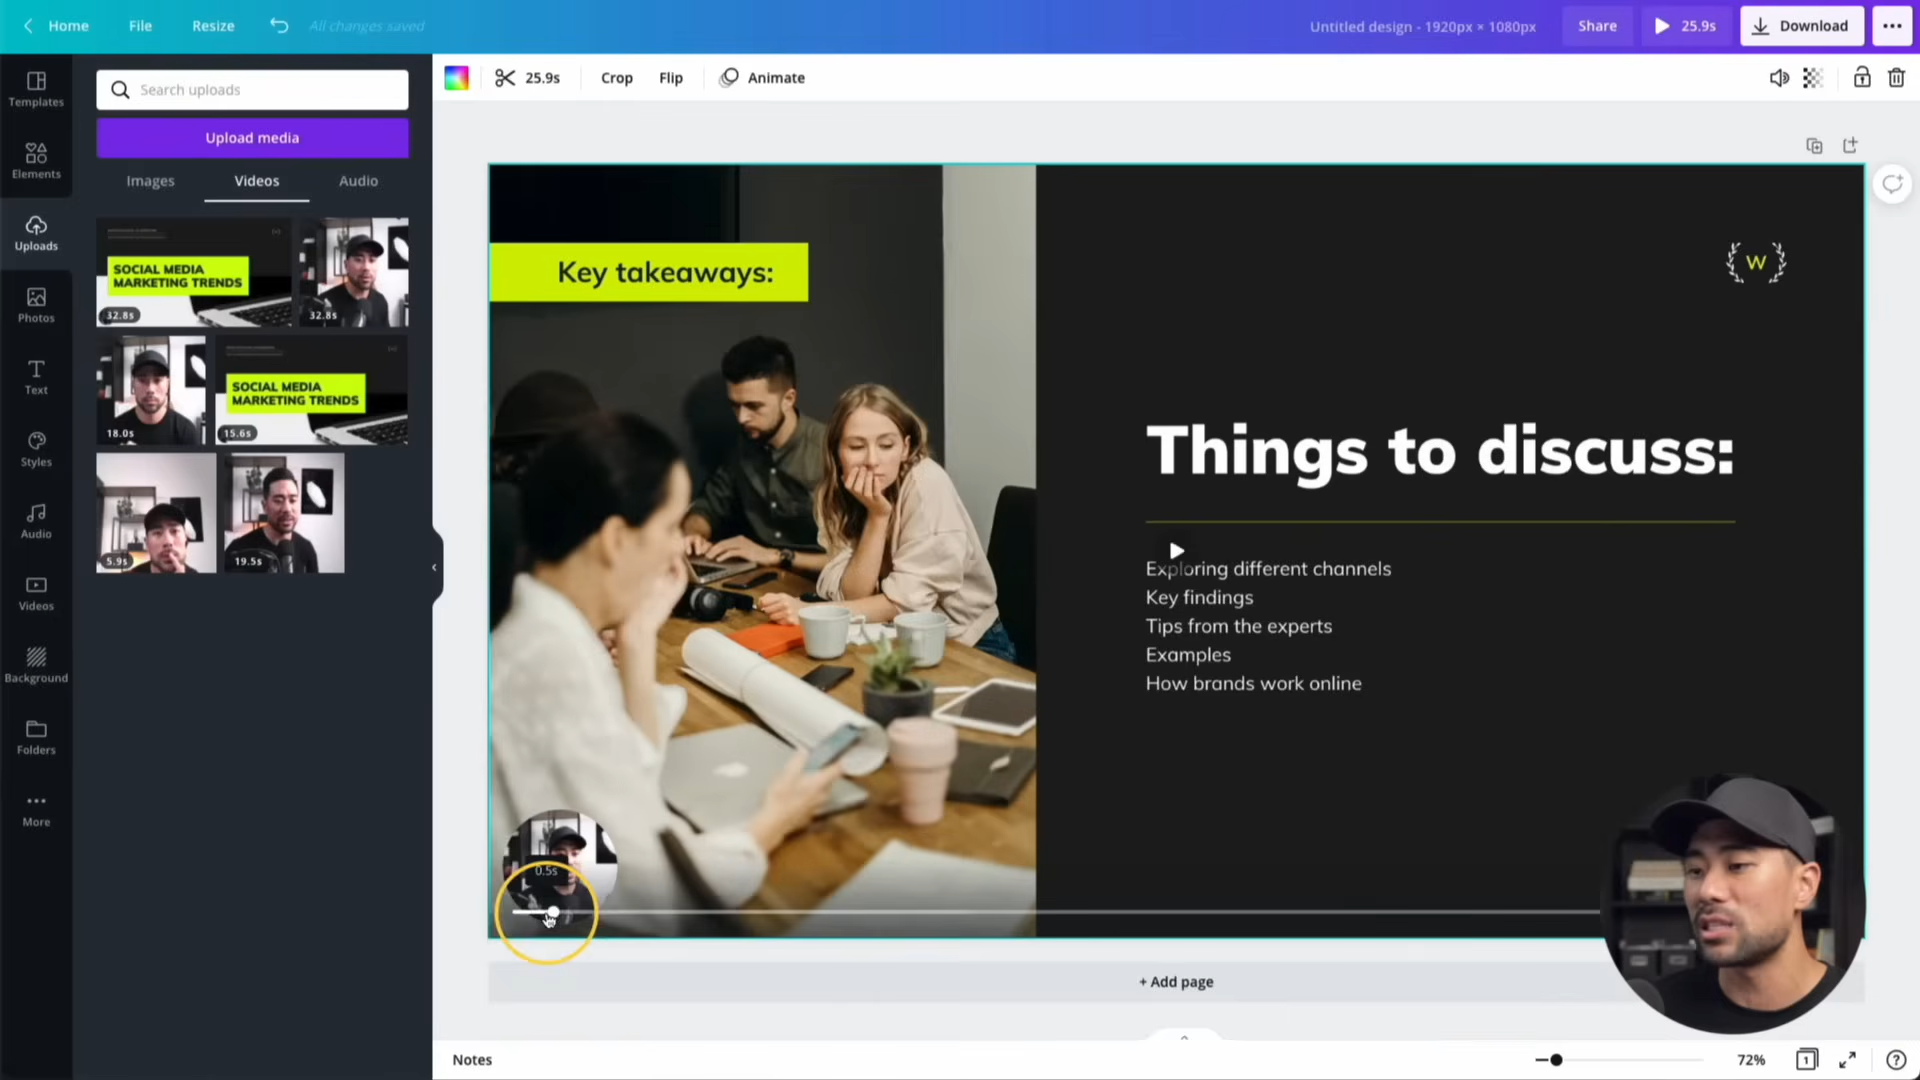 Home
File
Resize
All changes saved
Untitled design - 1920px × 1080px
Share
25.9s
Download
Templates
Elements
Uploads
Photos
Text
Styles
Audio
Videos
Background
Folders
More
Search uploads
Upload media
Images
Videos
Audio
SOCIAL MEDIA
MARKETING TRENDS
32.8s
32.8s
18.0s
SOCIAL MEDIA
MARKETING TRENDS
15.6s
5.9s
19.5s
25.9s
Crop
Flip
Animate
Key takeaways:
W
Things to discuss:
Exploring different channels
Key findings
Tips from the experts
Examples
How brands work online
0.5s
+ Add page
Notes
72%
1